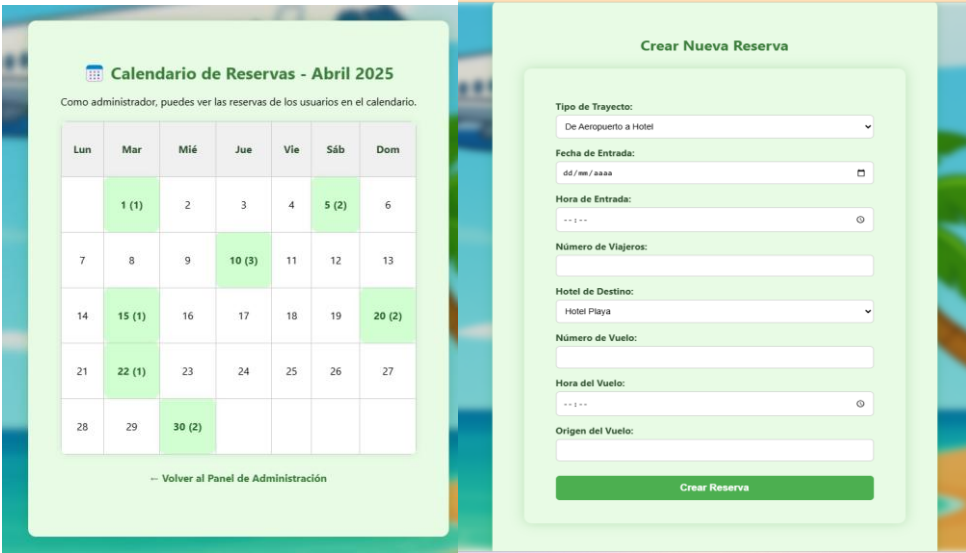 Calendario de Reservas - Abril 2025
Como administrador, puedes ver las reservas de los usuarios en el calendario.
Lun Mar Mié Jue Vie Sáb Dom
1 (1) 2 3 4 5 (2) 6
7 8 9 10 (3) 11 12 13
14 15 (1) 16 17 18 19 20 (2)
21 22 (1) 23 24 25 26 27
28 29 30 (2)
← Volver al Panel de Administración
Crear Nueva Reserva
Tipo de Trayecto:
De Aeropuerto a Hotel
Fecha de Entrada:
dd/mm/aaaa
Hora de Entrada:
--:--
Número de Viajeros:
Hotel de Destino:
Hotel Playa
Número de Vuelo:
Hora del Vuelo:
--:--
Origen del Vuelo:
Crear Reserva